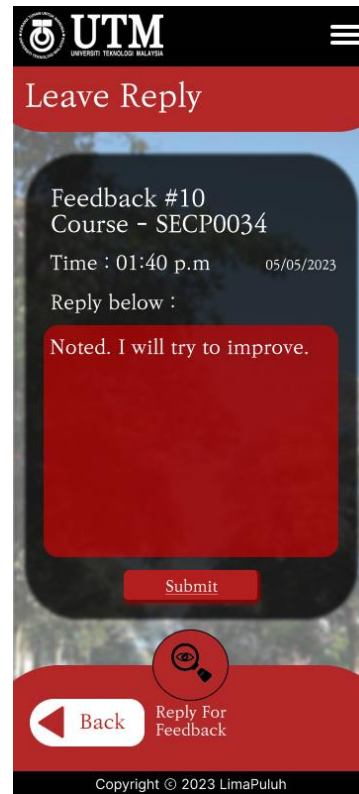 UTM
UNIVERSITI TEKNOLOGI MALAYSIA
Leave Reply
Feedback #10
Course - SECP0034
Time : 01:40 p.m 05/05/2023
Reply below :
Noted. I will try to improve.
Submit
Back
Reply For
Feedback
Copyright © 2023 LimaPuluh